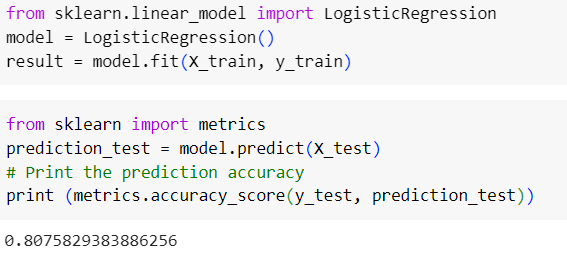 from sklearn.linear_model import LogisticRegression
model = LogisticRegression()
result = model.fit(X_train, y_train)
from sklearn import metrics
prediction_test = model.predict(X_test)
# Print the prediction accuracy
print (metrics.accuracy_score(y_test, prediction_test))
0.8075829383886256